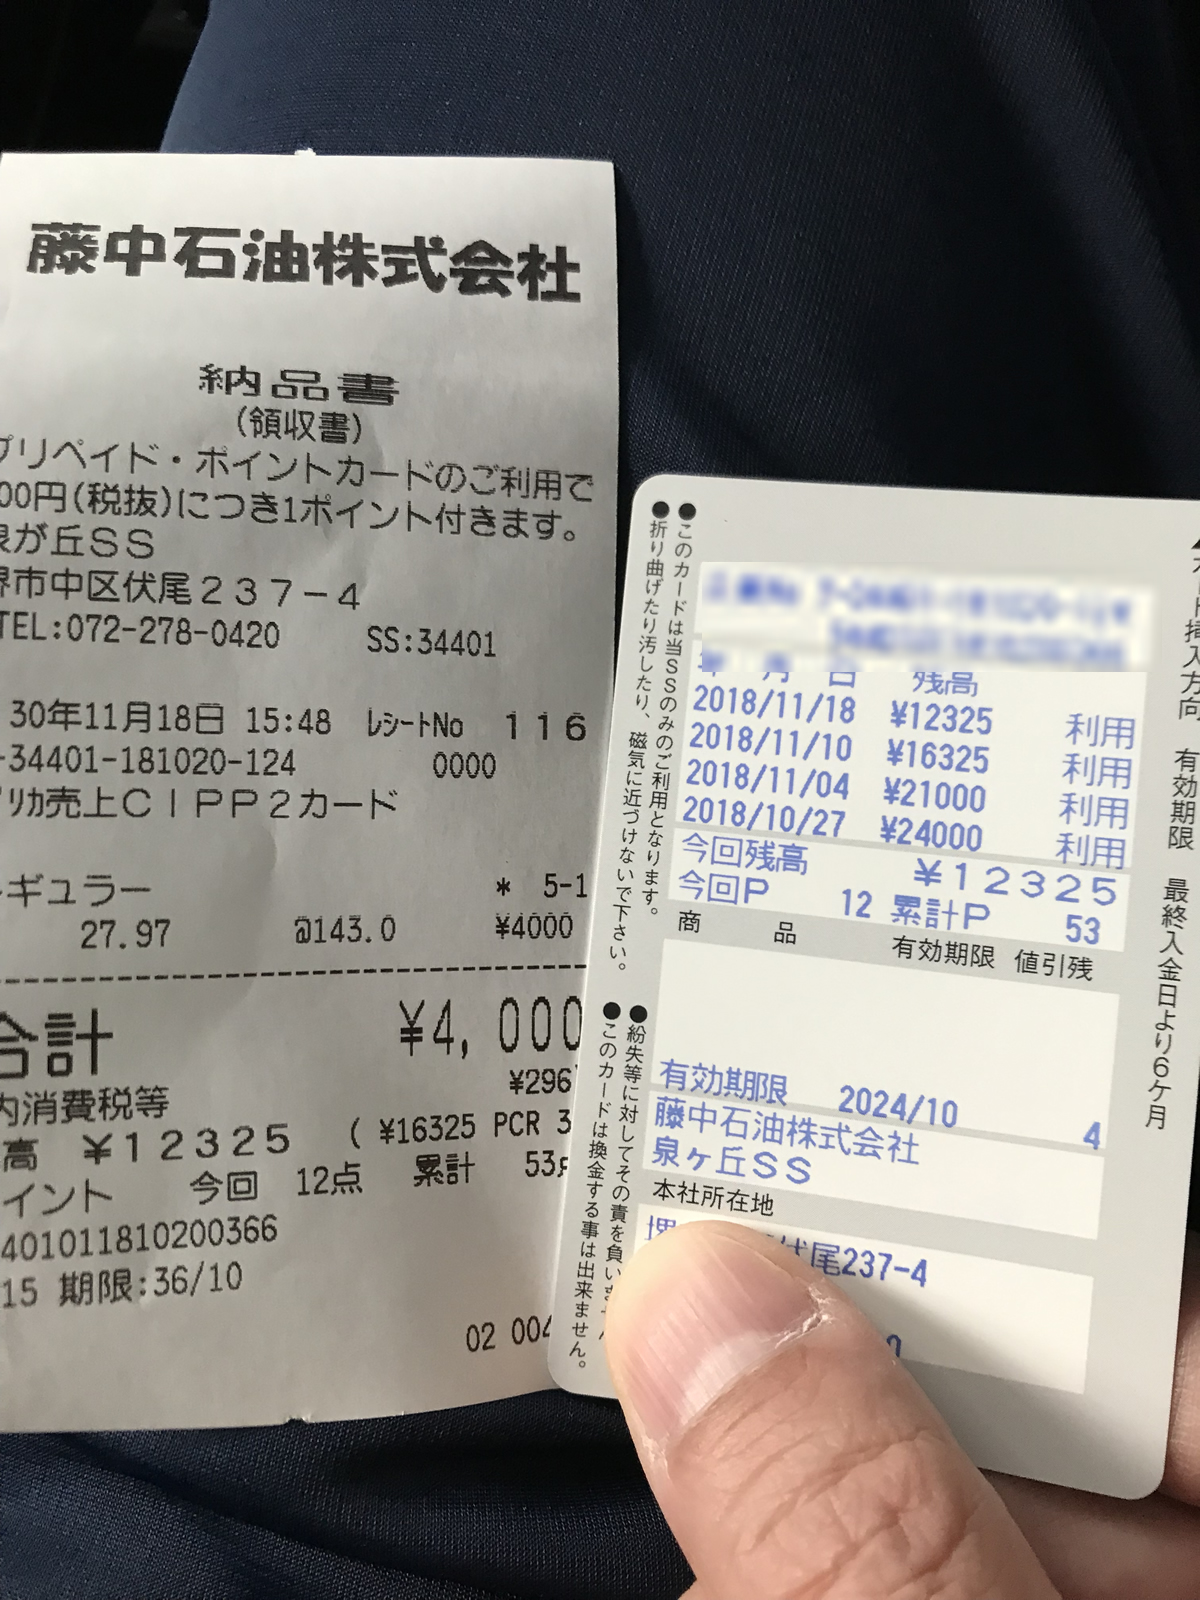 藤中石油株式会社
納品書
(領収書)
プリペイド・ポイントカードのご利用で
00円(税抜)につき1ポイント付きます。
泉が丘SS
堺市中区伏尾237-4
TEL:072-278-0420 SS:34401
30年11月18日 15:48 レシートNo 116
-34401-181020-124 0000
プリカ売上CIPP2カード
レギュラー * 5-1
27.97 @143.0 ¥4000
合計 ¥4,000
内消費税等 ¥296
高 ¥12325 (¥16325 PCR 3
イント 今回 12点 累計 53点
401011810200366
15 期限:36/10
02 004
●このカードは当SSのみのご利用となります。
●折り曲げたり汚したり、磁気に近づけないで下さい。
●紛失等に対してその責を負いません
●このカードは換金する事は出来ません。
年 月 日 残高
2018/11/18 ¥12325 利用
2018/11/10 ¥16325 利用
2018/11/04 ¥21000 利用
2018/10/27 ¥24000 利用
今回残高 ¥12325
今回P 12 累計P 53
商 品 有効期限 値引残
有効期限 2024/10 4
藤中石油株式会社
泉ヶ丘SS
本社所在地
伏尾237-4
挿入方向 有効期限 最終入金日より6ケ月